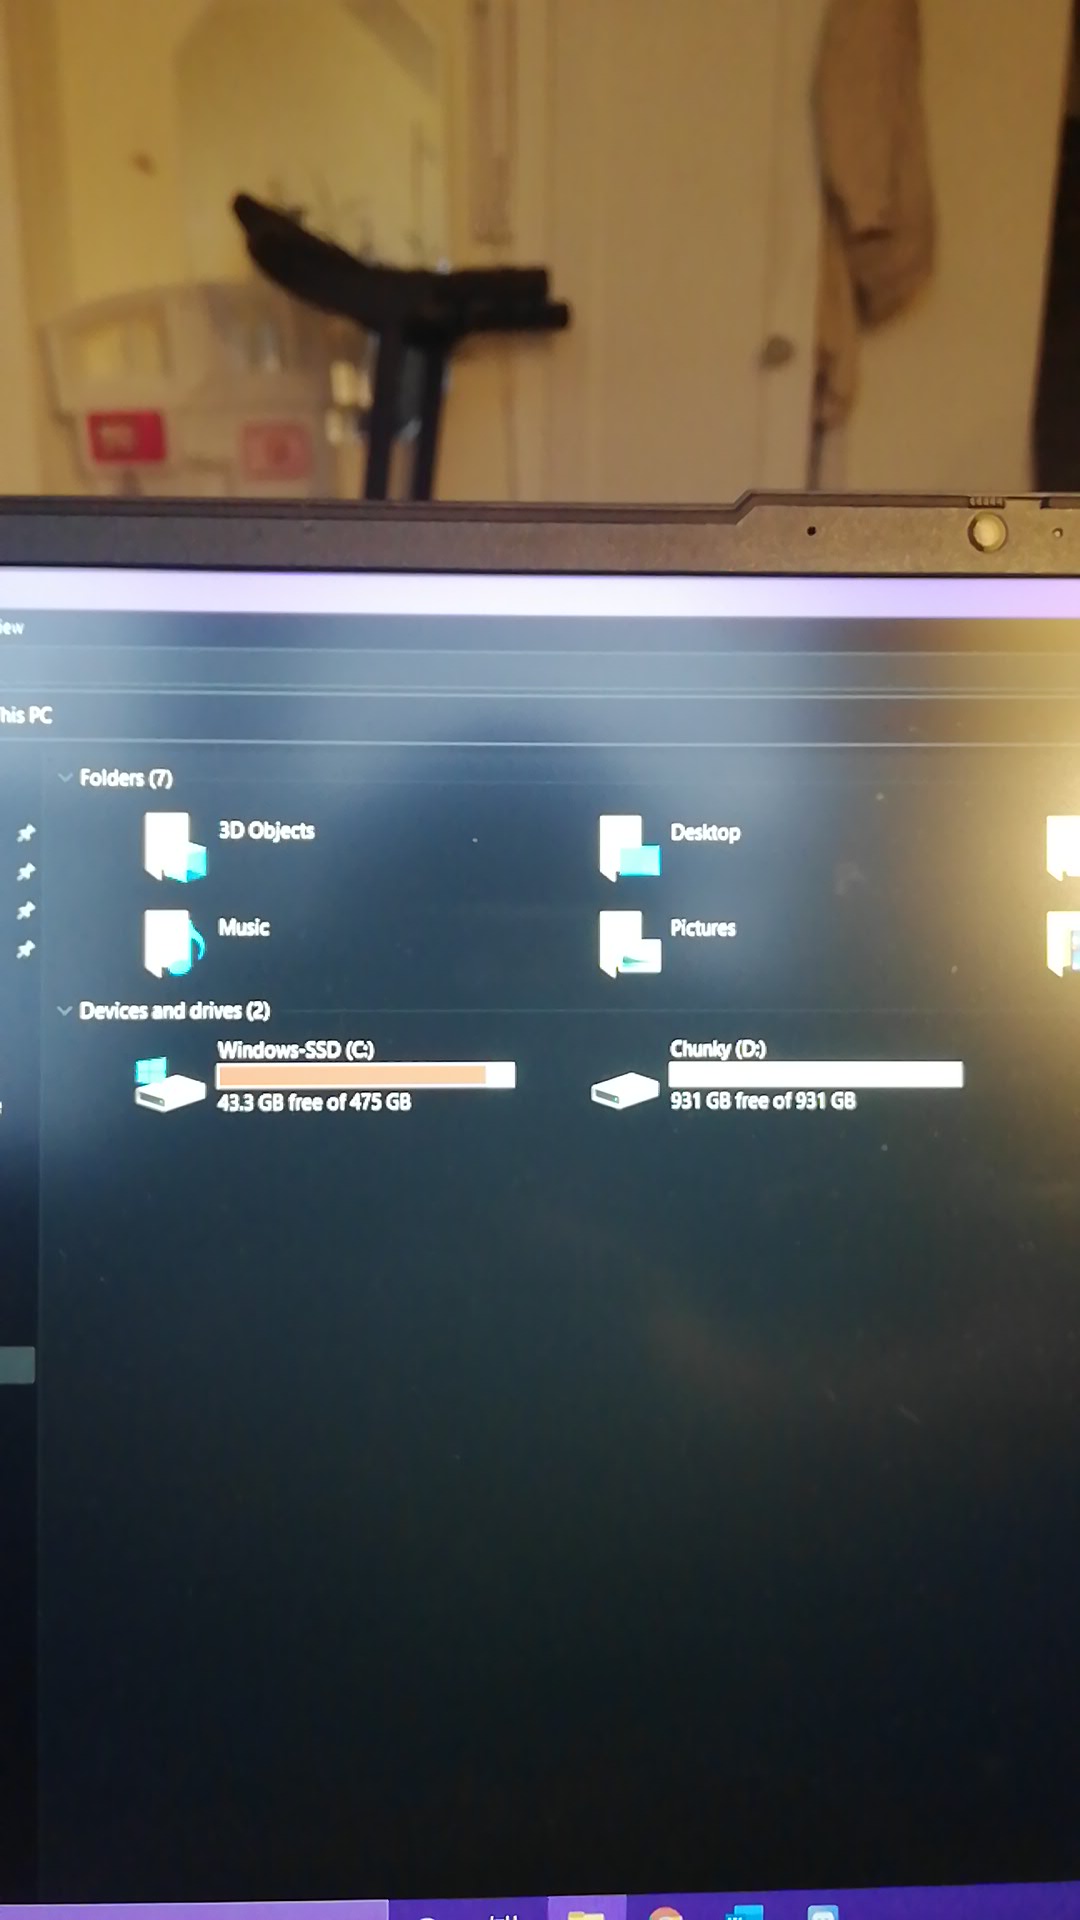 iew
his PC
Folders (7)
3D Objects
Desktop
Music
Pictures
Devices and drives (2)
Windows-SSD (C:)
43.3 GB free of 475 GB
Chunky (D:)
931 GB free of 931 GB